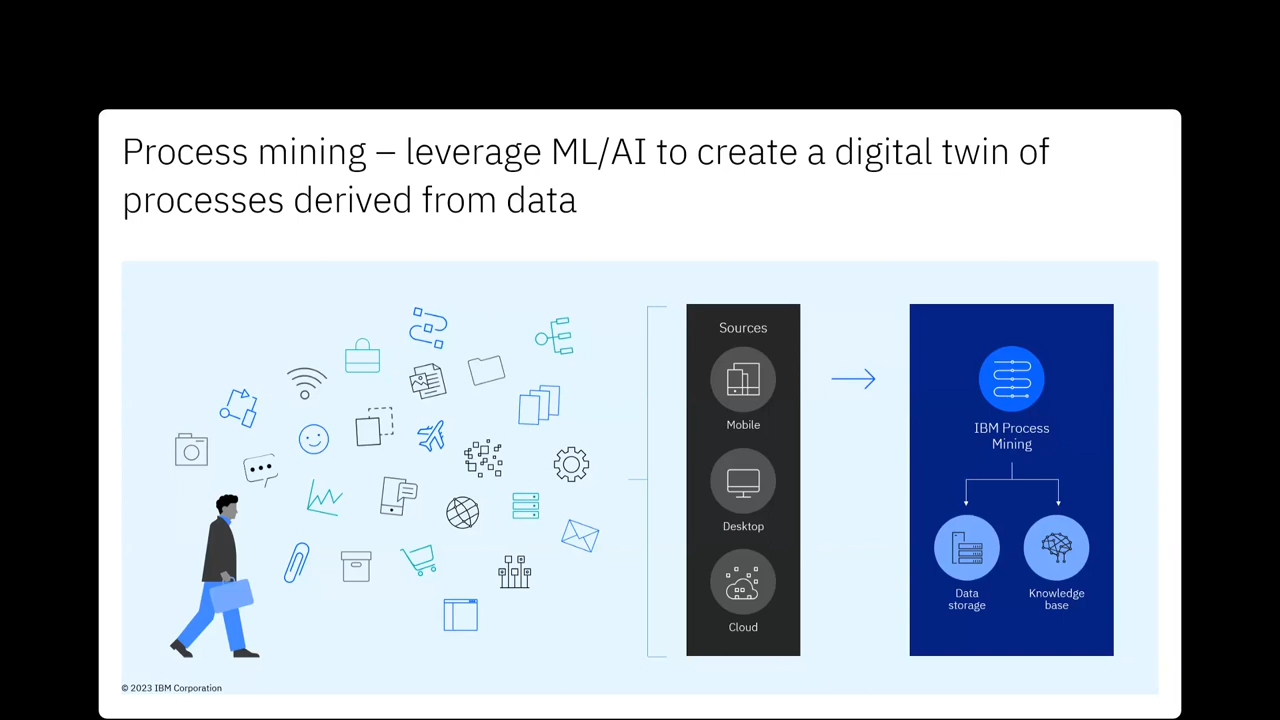 Process mining – leverage ML/AI to create a digital twin of
processes derived from data
Sources
Mobile
Desktop
Cloud
IBM Process
Mining
Data
storage
Knowledge
base
© 2023 IBM Corporation